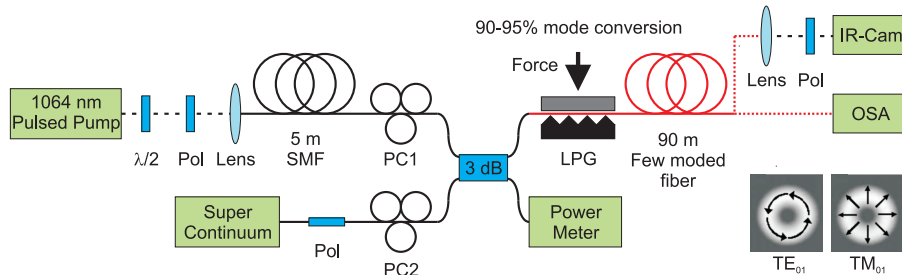 90-95% mode conversion
Force
Lens
Pol
IR-Cam
1064 nm
Pulsed Pump
λ/2
Pol
Lens
5 m
SMF
PC1
LPG
90 m
Few moded
fiber
OSA
3 dB
Super
Continuum
Pol
PC2
Power
Meter
TE01
TM01